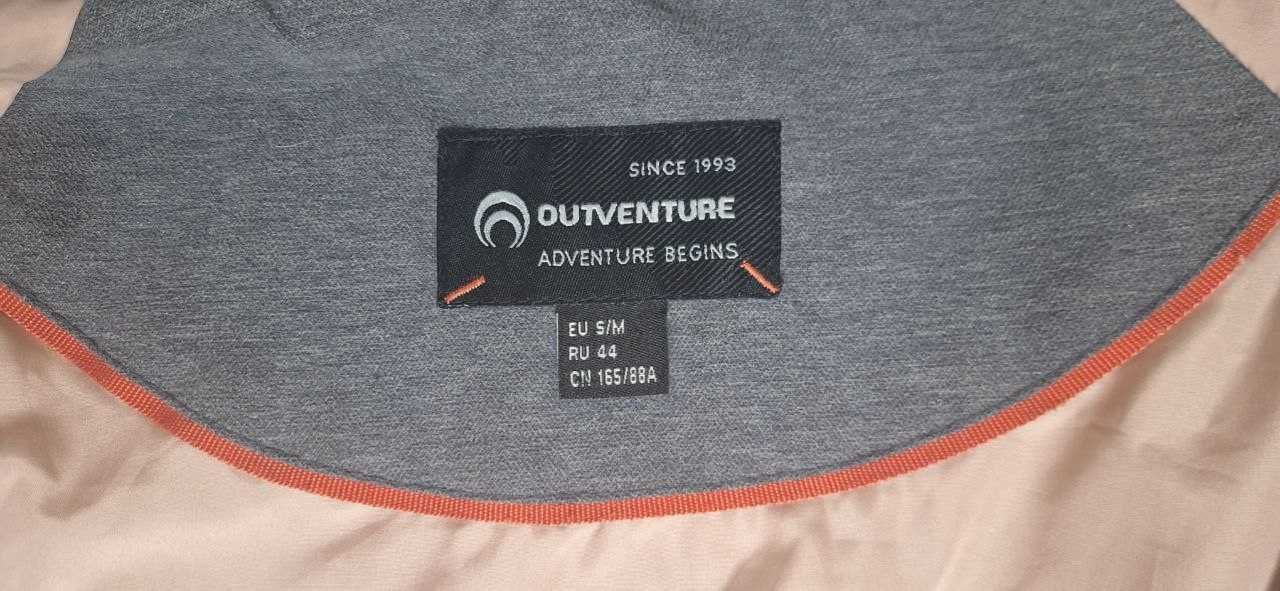 SINCE 1993
OUTVENTURE
ADVENTURE BEGINS
EU S/M
RU 44
CN 165/88A